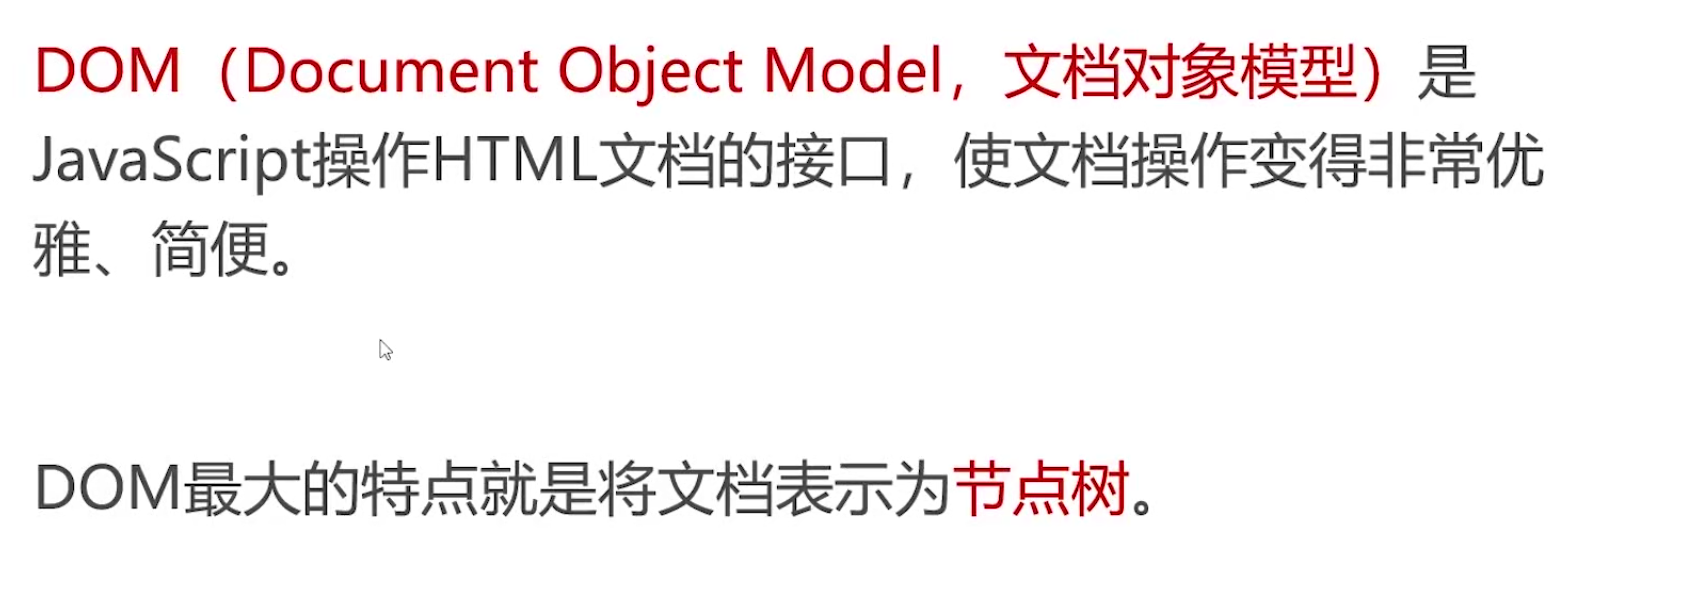 DOM（Document Object Model，文档对象模型）是
JavaScript操作HTML文档的接口，使文档操作变得非常优
雅、简便。
DOM最大的特点就是将文档表示为节点树。